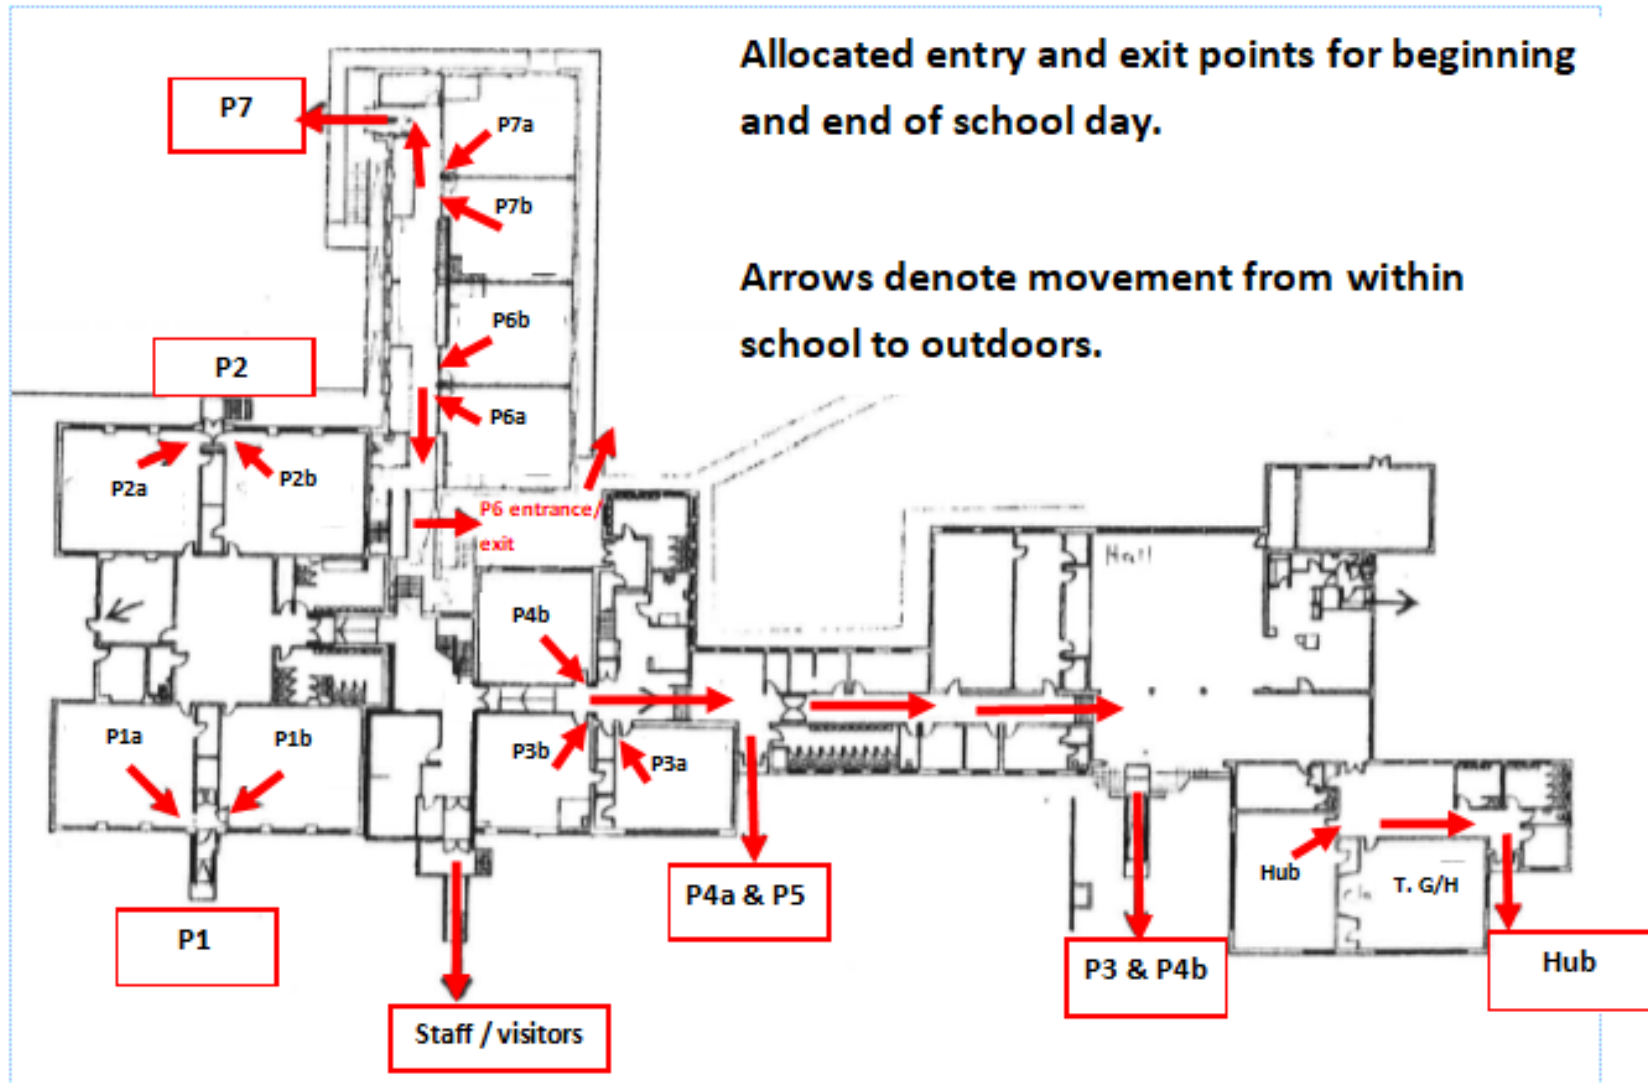 Allocated entry and exit points for beginning
and end of school day.
Arrows denote movement from within
school to outdoors.
P7
P7a
P7b
P6b
P6a
P2
P2a
P2b
P6 entrance/
exit
Hall
P4b
P1a
P1b
P3b
P3a
P4a & P5
Hub
T. G/H
P1
P3 & P4b
Hub
Staff / visitors